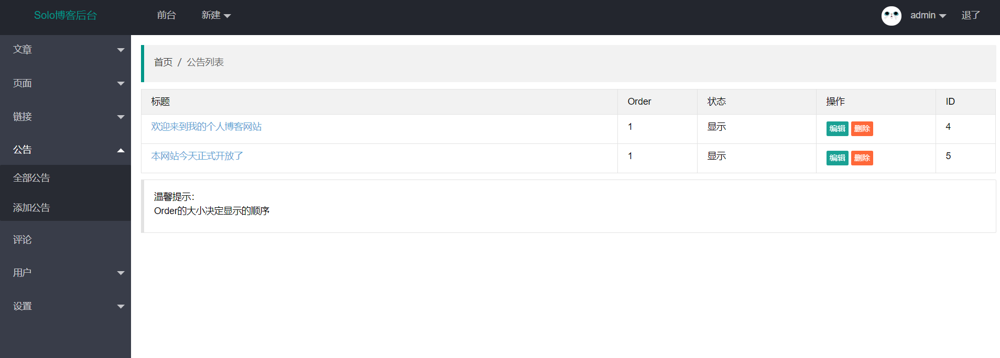 Solo博客后台 前台 新建 admin 退了
文章
页面
链接
公告
全部公告
添加公告
评论
用户
设置
首页 / 公告列表
标题 Order 状态 操作 ID
欢迎来到我的个人博客网站 1 显示 编辑 删除 4
本网站今天正式开放了 1 显示 编辑 删除 5
温馨提示：
Order的大小决定显示的顺序